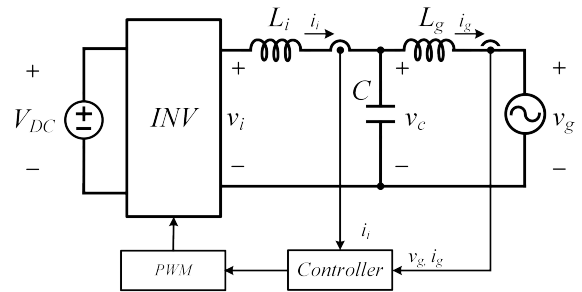 L_i i_i L_g i_g
+ + + +
V_DC INV v_i C v_c v_g
− − − −
i_i
v_g, i_g
PWM Controller